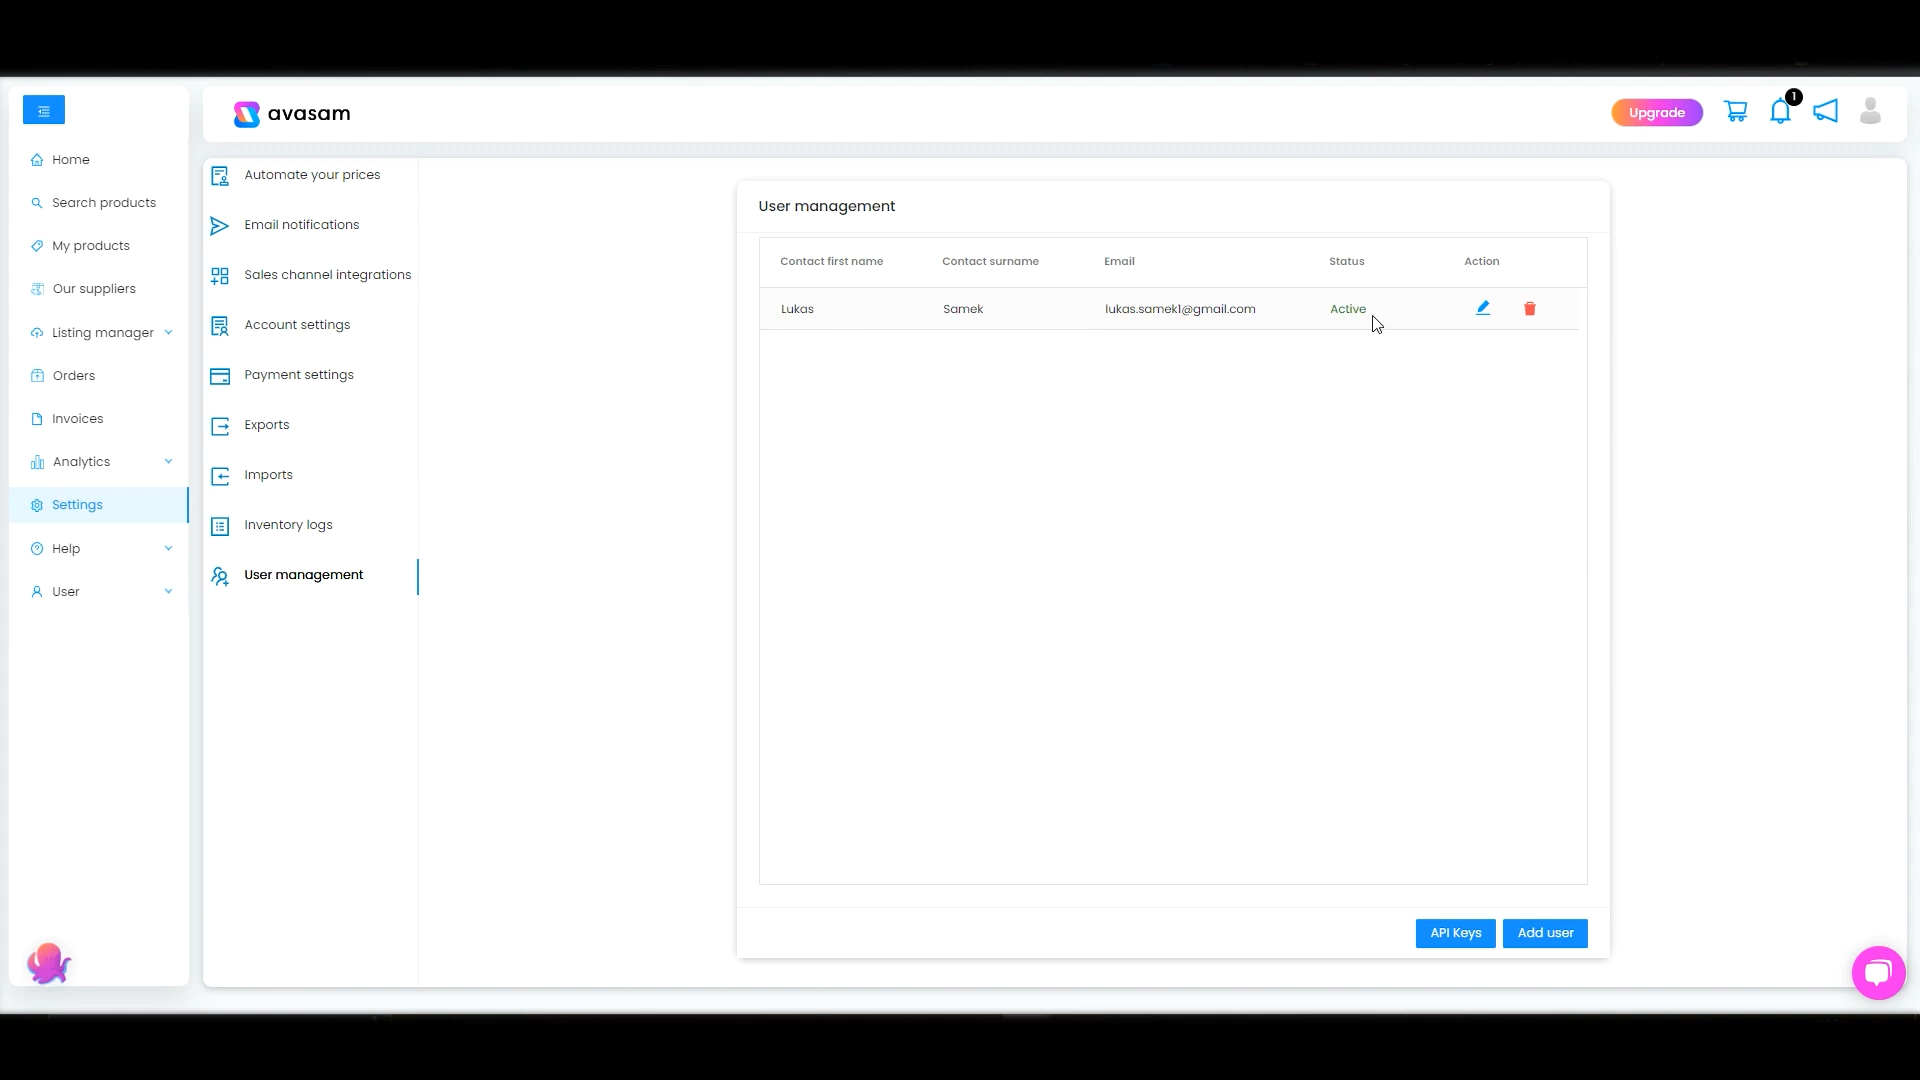 avasam
Upgrade
1
Home
Search products
My products
Our suppliers
Listing manager
Orders
Invoices
Analytics
Settings
Help
User
Automate your prices
Email notifications
Sales channel integrations
Account settings
Payment settings
Exports
Imports
Inventory logs
User management
User management
Contact first name Contact surname Email Status Action
Lukas Samek lukas.samek1@gmail.com Active
API Keys Add user